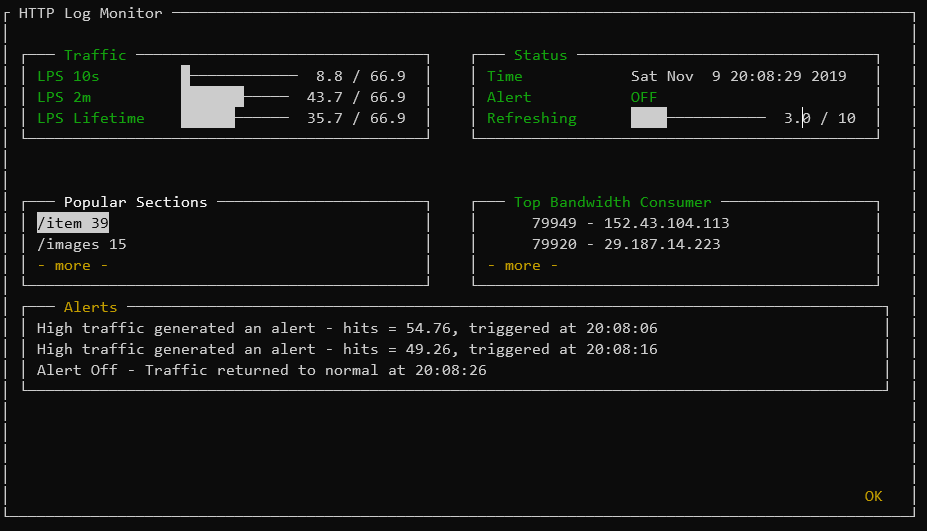 HTTP Log Monitor
Traffic
LPS 10s 8.8 / 66.9
LPS 2m 43.7 / 66.9
LPS Lifetime 35.7 / 66.9
Status
Time Sat Nov 9 20:08:29 2019
Alert OFF
Refreshing 3.0 / 10
Popular Sections
/item 39
/images 15
- more -
Top Bandwidth Consumer
79949 - 152.43.104.113
79920 - 29.187.14.223
- more -
Alerts
High traffic generated an alert - hits = 54.76, triggered at 20:08:06
High traffic generated an alert - hits = 49.26, triggered at 20:08:16
Alert Off - Traffic returned to normal at 20:08:26
OK